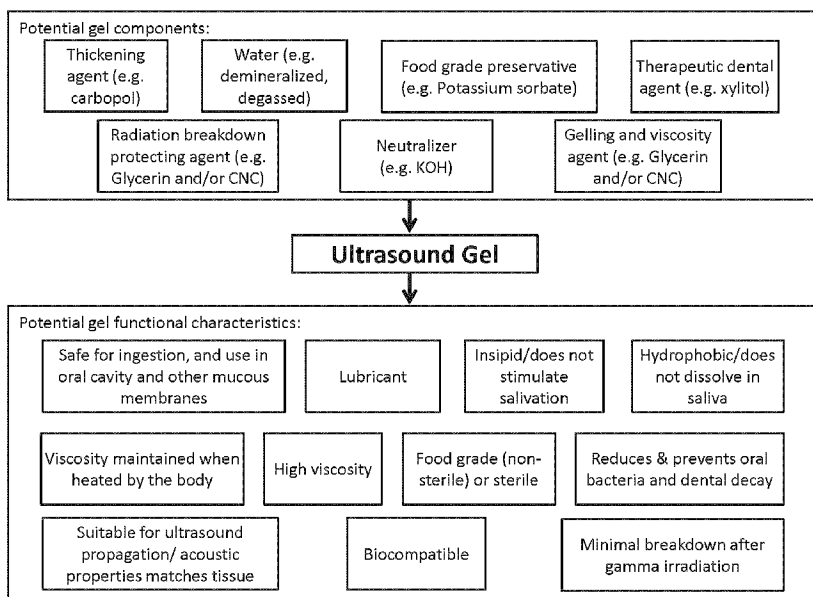 Potential gel components:
Thickening
agent (e.g.
carbopol)
Water (e.g.
demineralized,
degassed)
Food grade preservative
(e.g. Potassium sorbate)
Therapeutic dental
agent (e.g. xylitol)
Radiation breakdown
protecting agent (e.g.
Glycerin and/or CNC)
Neutralizer
(e.g. KOH)
Gelling and viscosity
agent (e.g. Glycerin
and/or CNC)
Ultrasound Gel
Potential gel functional characteristics:
Safe for ingestion, and use in
oral cavity and other mucous
membranes
Lubricant
Insipid/does not
stimulate
salivation
Hydrophobic/does
not dissolve in
saliva
Viscosity maintained when
heated by the body
High viscosity
Food grade (non-
sterile) or sterile
Reduces & prevents oral
bacteria and dental decay
Suitable for ultrasound
propagation/ acoustic
properties matches tissue
Biocompatible
Minimal breakdown after
gamma irradiation